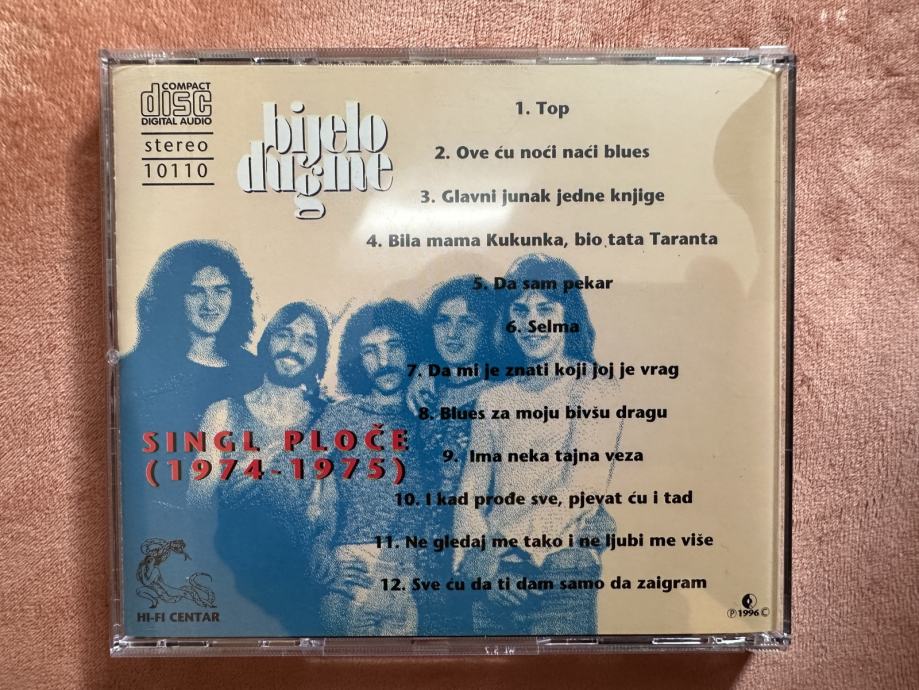 COMPACT
disc
DIGITAL AUDIO
stereo
10110
bijelo
dugme
1. Top
2. Ove ću noći naći blues
3. Glavni junak jedne knjige
4. Bila mama Kukunka, bio tata Taranta
5. Da sam pekar
6. Selma
7. Da mi je znati koji joj je vrag
8. Blues za moju bivšu dragu
9. Ima neka tajna veza
10. I kad prođe sve, pjevat ću i tad
11. Ne gledaj me tako i ne ljubi me više
12. Sve ću da ti dam samo da zaigram
SINGL PLOČE
(1974-1975)
HI-FI CENTAR
℗ 1996 ©